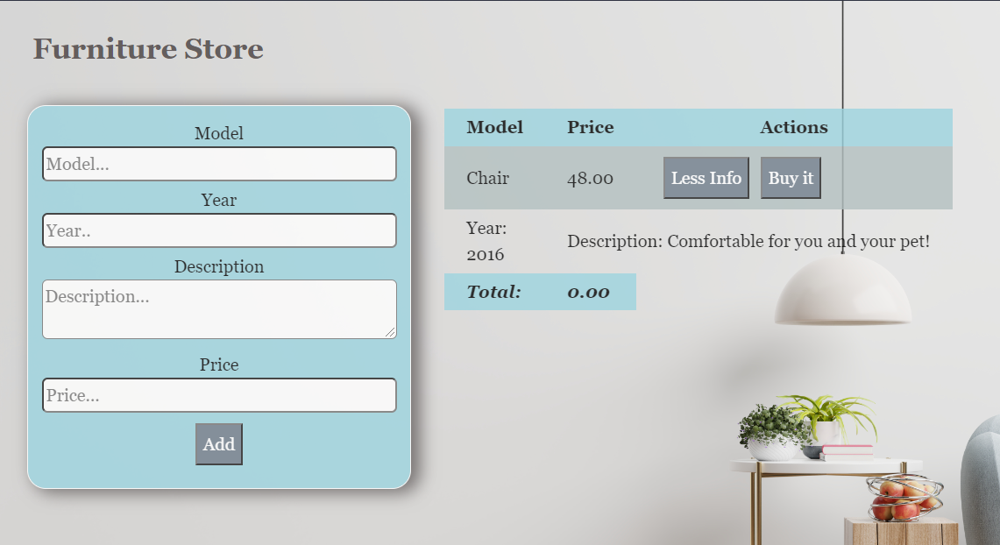 Furniture Store
Model
Model...
Year
Year..
Description
Description...
Price
Price...
Add
Model Price Actions
Chair 48.00 Less Info Buy it
Year:
2016
Description: Comfortable for you and your pet!
Total: 0.00